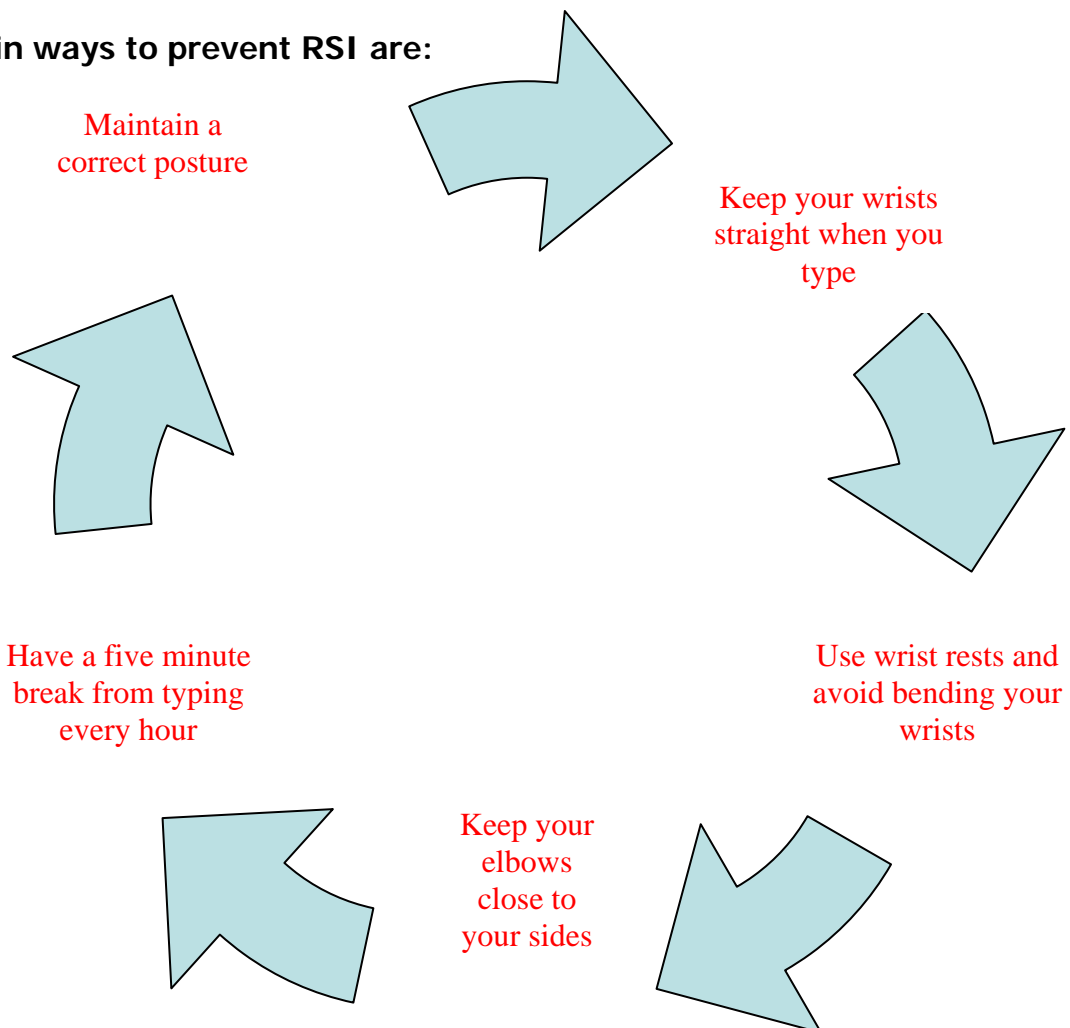 in ways to prevent RSI are:
Maintain a
correct posture
Keep your wrists
straight when you
type
Use wrist rests and
avoid bending your
wrists
Keep your
elbows
close to
your sides
Have a five minute
break from typing
every hour